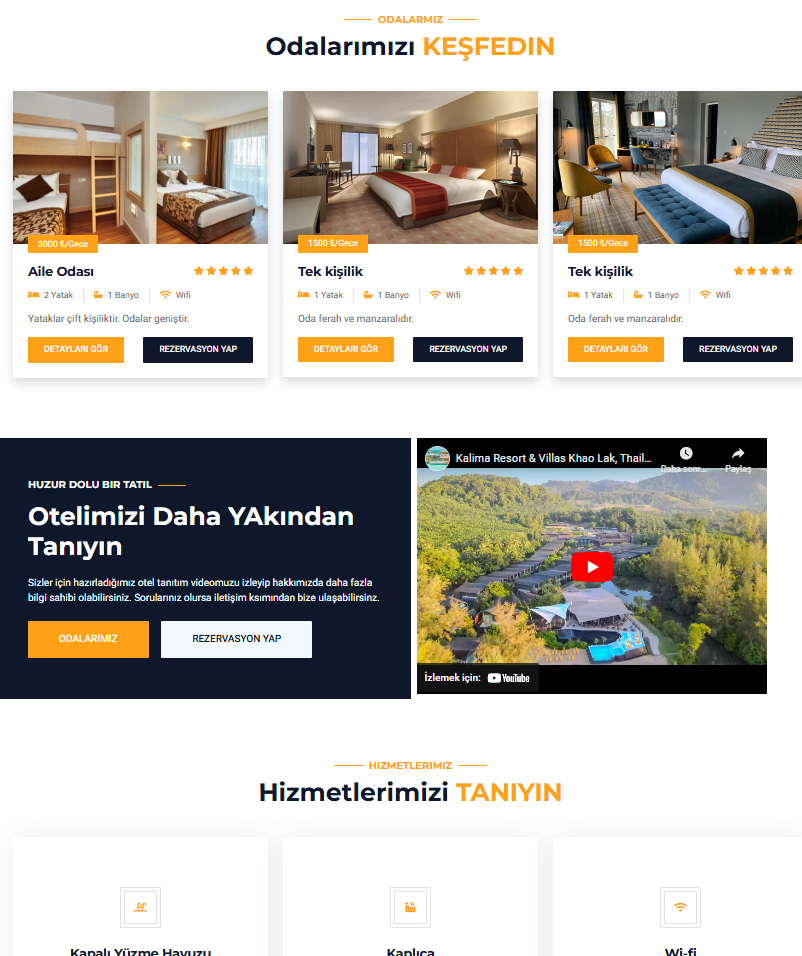 ODALARMIZ
Odalarımızı KEŞFEDIN
3000 ₺/Gece
Aile Odası
2 Yatak
1 Banyo
Wifi
Yataklar çift kişiliktir. Odalar geniştir.
DETAYLARI GÖR
REZERVASYON YAP
1500 ₺/Gece
Tek kişilik
1 Yatak
1 Banyo
Wifi
Oda ferah ve manzaralıdır.
DETAYLARI GÖR
REZERVASYON YAP
1500 ₺/Gece
Tek kişilik
1 Yatak
1 Banyo
Wifi
Oda ferah ve manzaralıdır.
DETAYLARI GÖR
REZERVASYON YAP
HUZUR DOLU BIR TATIL
Otelimizi Daha YAkından
Tanıyın
Sizler için hazırladığımız otel tanıtım videomuzu izleyip hakkımızda daha fazla
bilgi sahibi olabilirsiniz. Sorularınız olursa iletişim ksımından bize ulaşabilirsınz.
ODALARIMIZ
REZERVASYON YAP
Kalima Resort & Villas Khao Lak, Thail...
Daha sonr...
Paylaş
İzlemek için:
YouTube
HIZMETLERIMIZ
Hizmetlerimizi TANIYIN
Kapalı Yüzme Havuzu
Kaplıca
Wi-fi